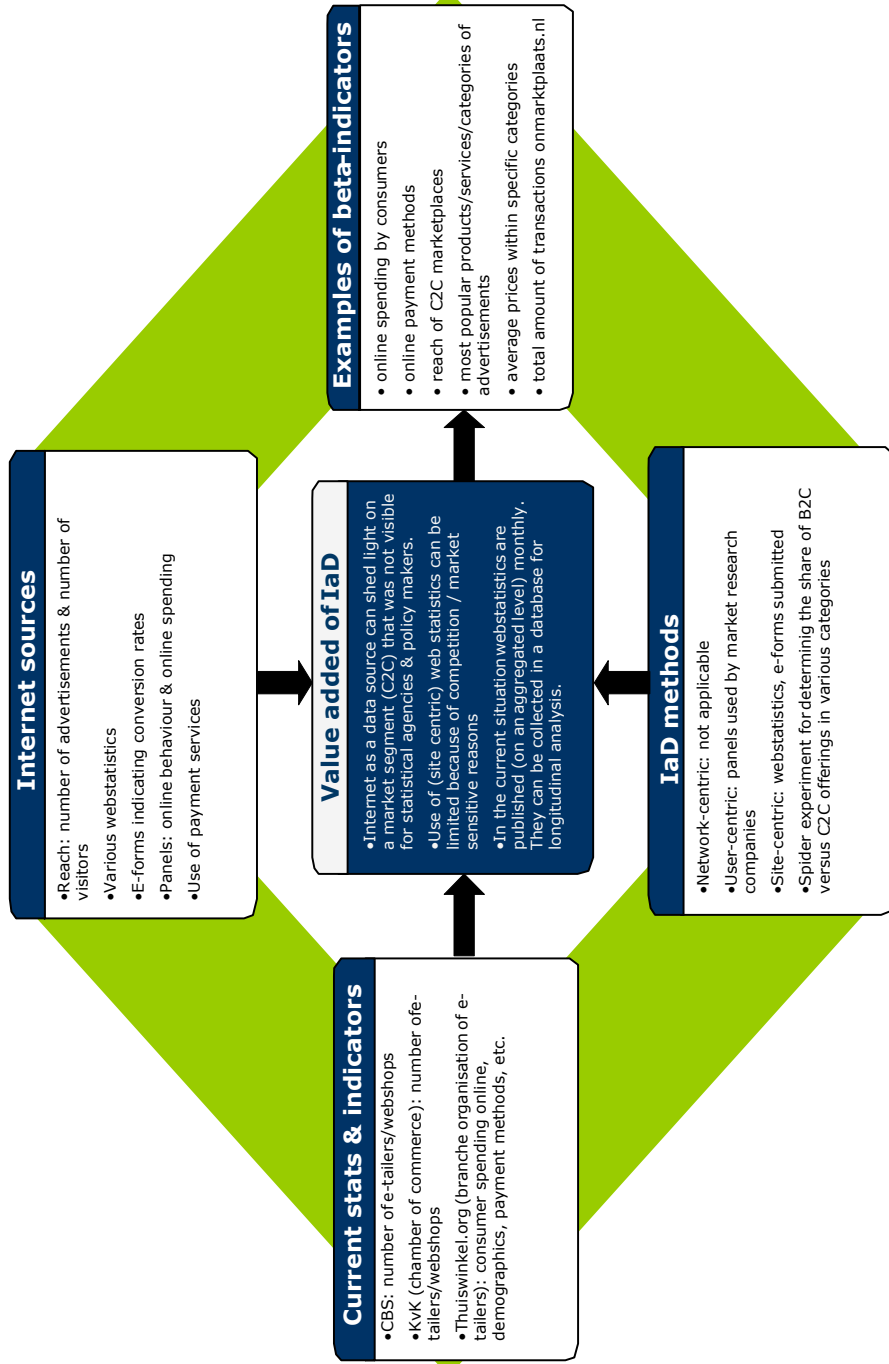 Internet sources
•Reach: number of advertisements & number of
visitors
•Various webstatistics
•E-forms indicating conversion rates
•Panels: online behaviour & online spending
•Use of payment services
Current stats & indicators
•CBS: number of e-tailers/webshops
•KvK (chamber of commerce): number of e-
tailers/webshops
•Thuiswinkel.org (branche organisation of e-
tailers): consumer spending online,
demographics, payment methods, etc.
Value added of IaD
•Internet as a data source can shed light on
a market segment (C2C) that was not visible
for statistical agencies & policy makers.
•Use of (site centric) web statistics can be
limited because of competition / market
sensitive reasons
•In the current situation webstatistics are
published (on an aggregated level) monthly.
They can be collected in a database for
longitudinal analysis.
Examples of beta-indicators
• online spending by consumers
• online payment methods
• reach of C2C marketplaces
• most popular products/services/categories of
advertisements
• average prices within specific categories
• total amount of transactions onmarktplaats.nl
IaD methods
•Network-centric: not applicable
•User-centric: panels used by market research
companies
•Site-centric: webstatistics, e-forms submitted
•Spider experiment for determinig the share of B2C
versus C2C offerings in various categories